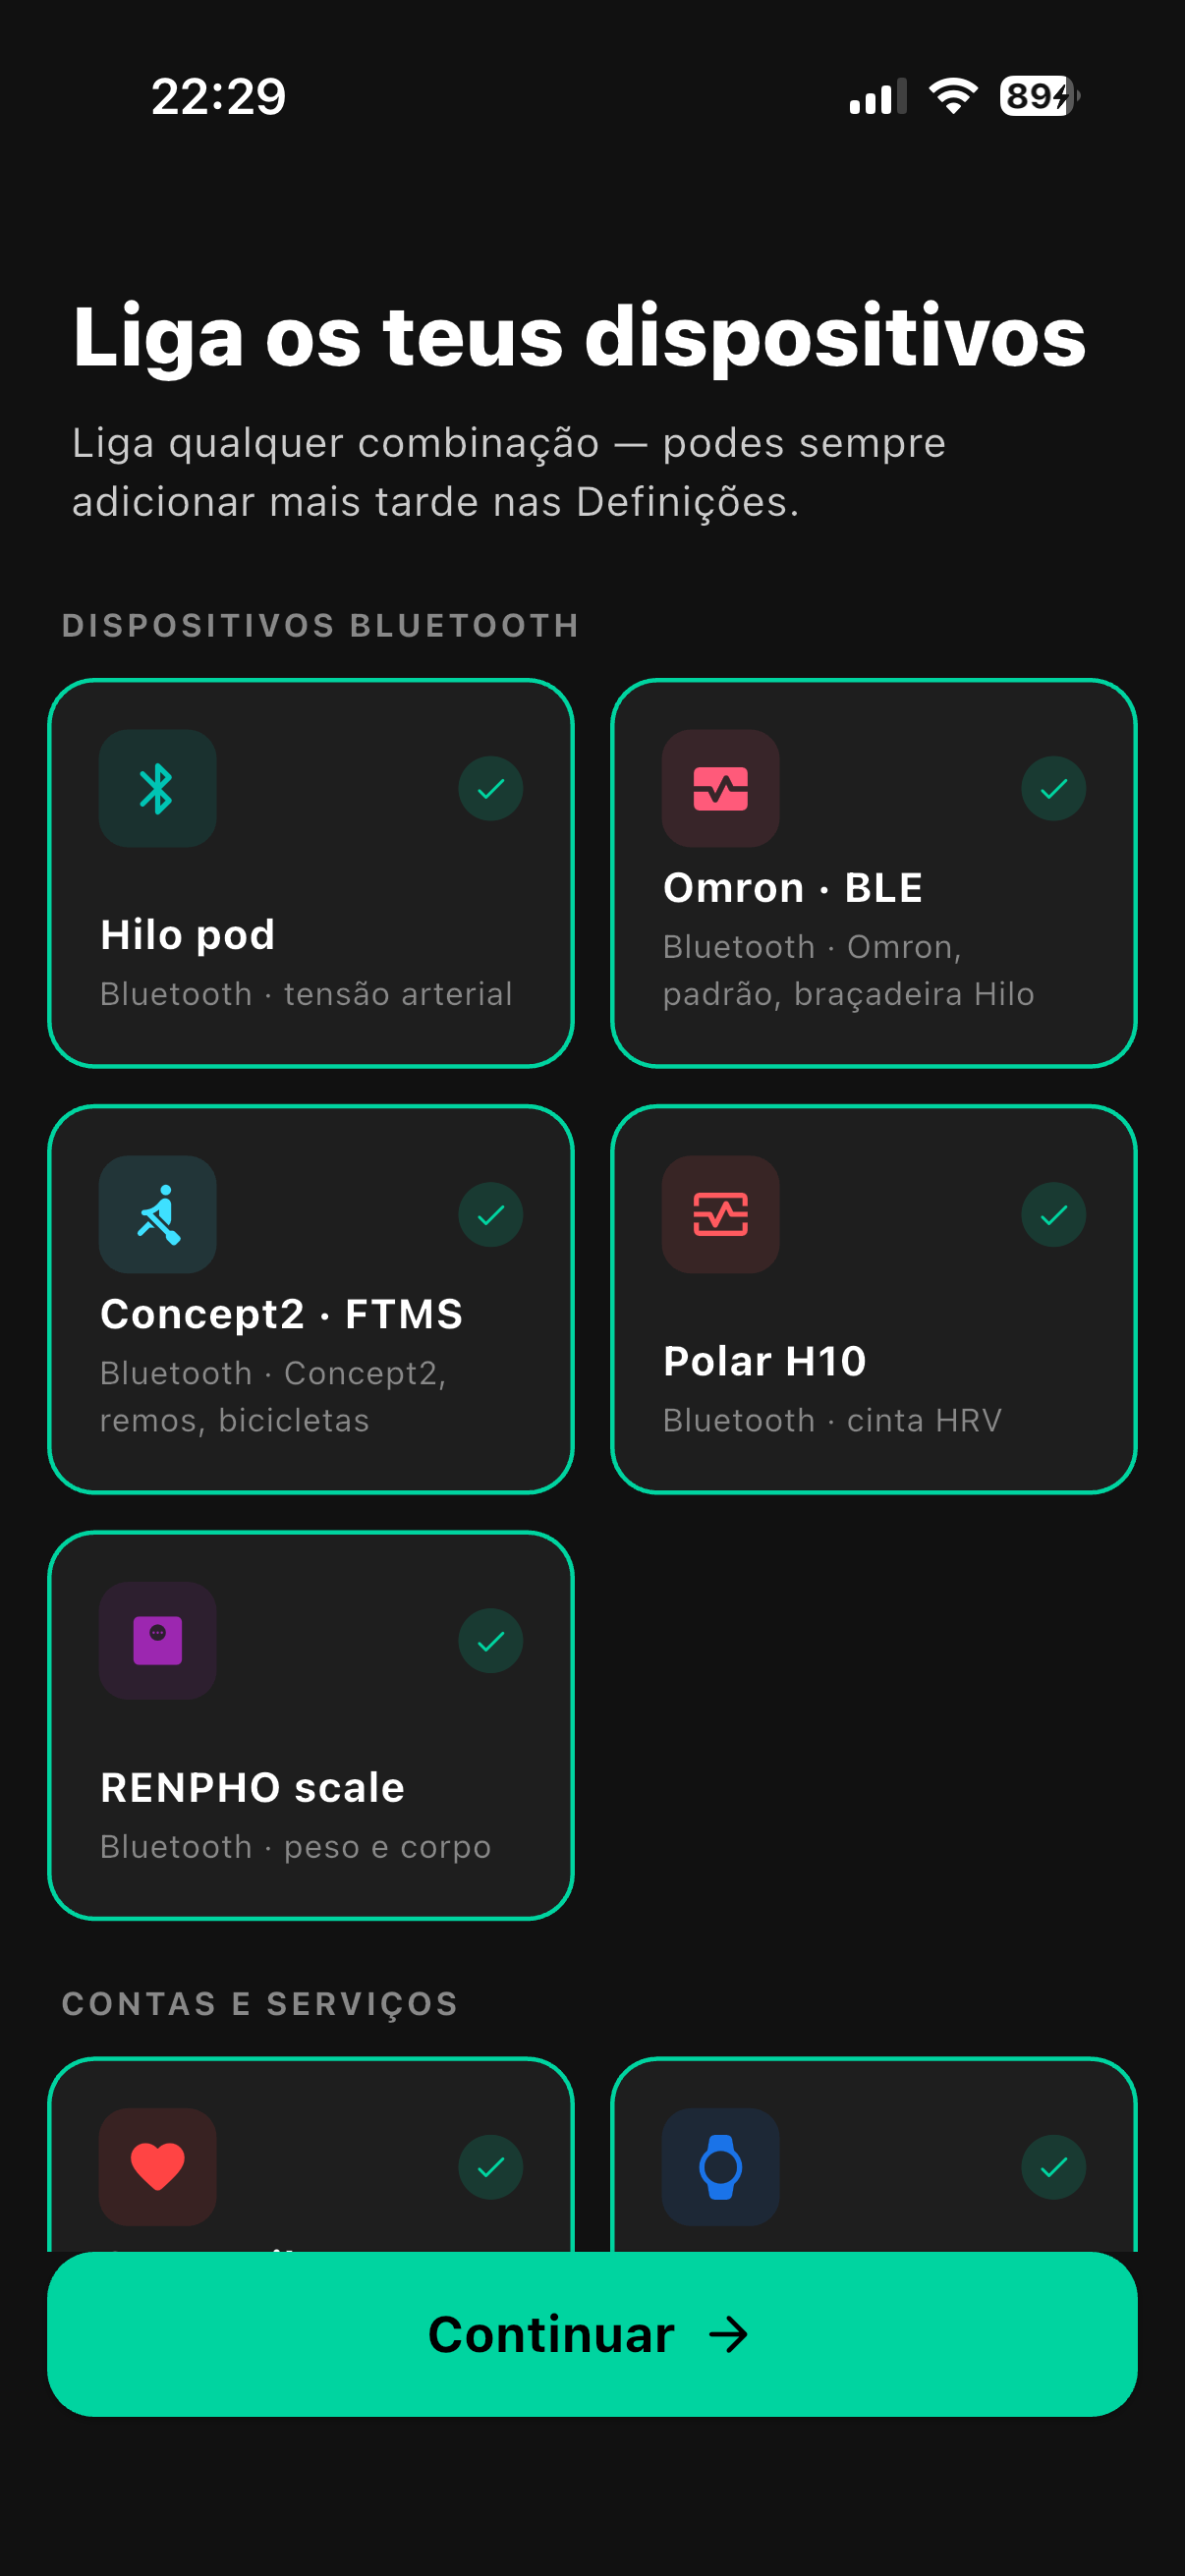 22:29
89
Liga os teus dispositivos
Liga qualquer combinação — podes sempre
adicionar mais tarde nas Definições.
DISPOSITIVOS BLUETOOTH
Hilo pod
Bluetooth · tensão arterial
Omron · BLE
Bluetooth · Omron,
padrão, braçadeira Hilo
Concept2 · FTMS
Bluetooth · Concept2,
remos, bicicletas
Polar H10
Bluetooth · cinta HRV
RENPHO scale
Bluetooth · peso e corpo
CONTAS E SERVIÇOS
Continuar